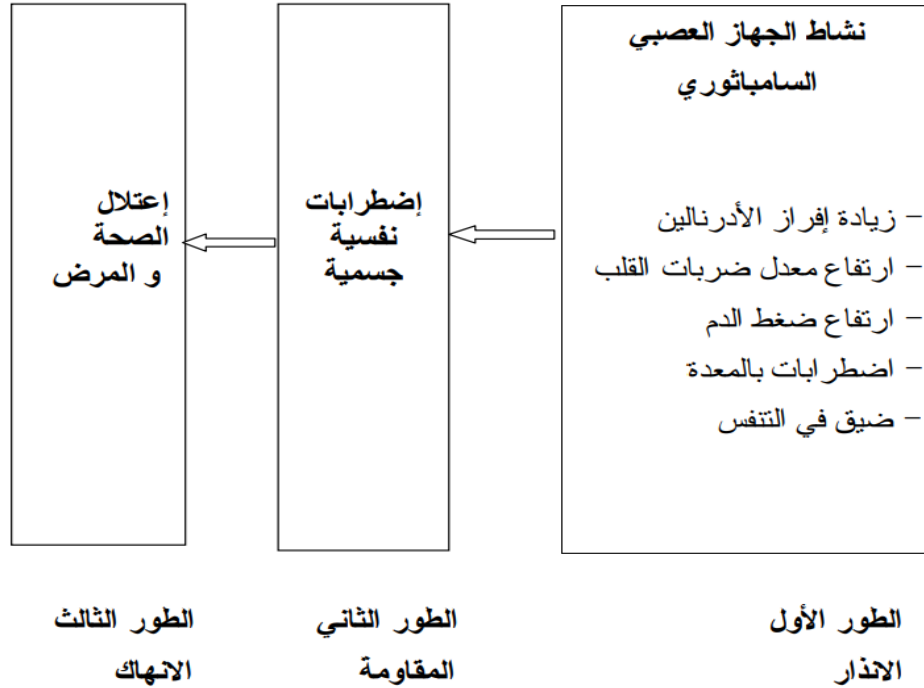 نشاط الجهاز العصبي
السامباثوري
– زيادة إفراز الأدرنالين
– ارتفاع معدل ضربات القلب
– ارتفاع ضغط الدم
– اضطرابات بالمعدة
– ضيق في التنفس
إضطرابات
نفسية
جسمية
إعتلال
الصحة
و المرض
الطور الأول
الانذار
الطور الثاني
المقاومة
الطور الثالث
الانهاك